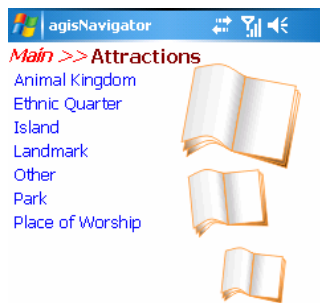 agisNavigator
Main >> Attractions
Animal Kingdom
Ethnic Quarter
Island
Landmark
Other
Park
Place of Worship